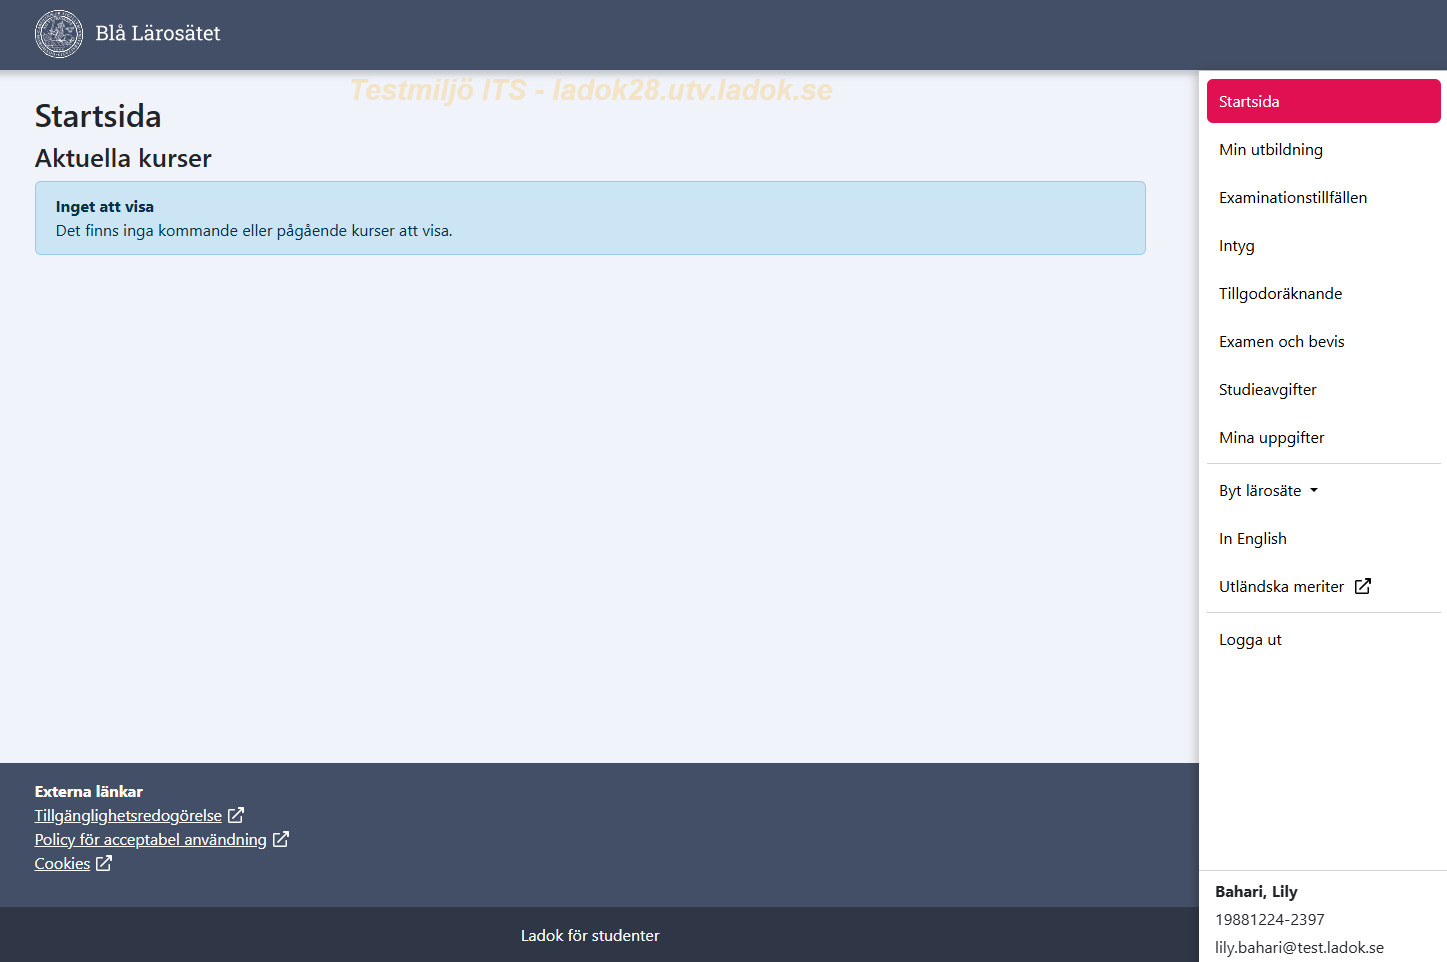 Blå Lärosätet
Testmiljö ITS - ladok28.utv.ladok.se
Startsida
Aktuella kurser
Inget att visa
Det finns inga kommande eller pågående kurser att visa.
Startsida
Min utbildning
Examinationstillfällen
Intyg
Tillgodoräknande
Examen och bevis
Studieavgifter
Mina uppgifter
Byt lärosäte
In English
Utländska meriter
Logga ut
Externa länkar
Tillgänglighetsredogörelse
Policy för acceptabel användning
Cookies
Ladok för studenter
Bahari, Lily
19881224-2397
lily.bahari@test.ladok.se